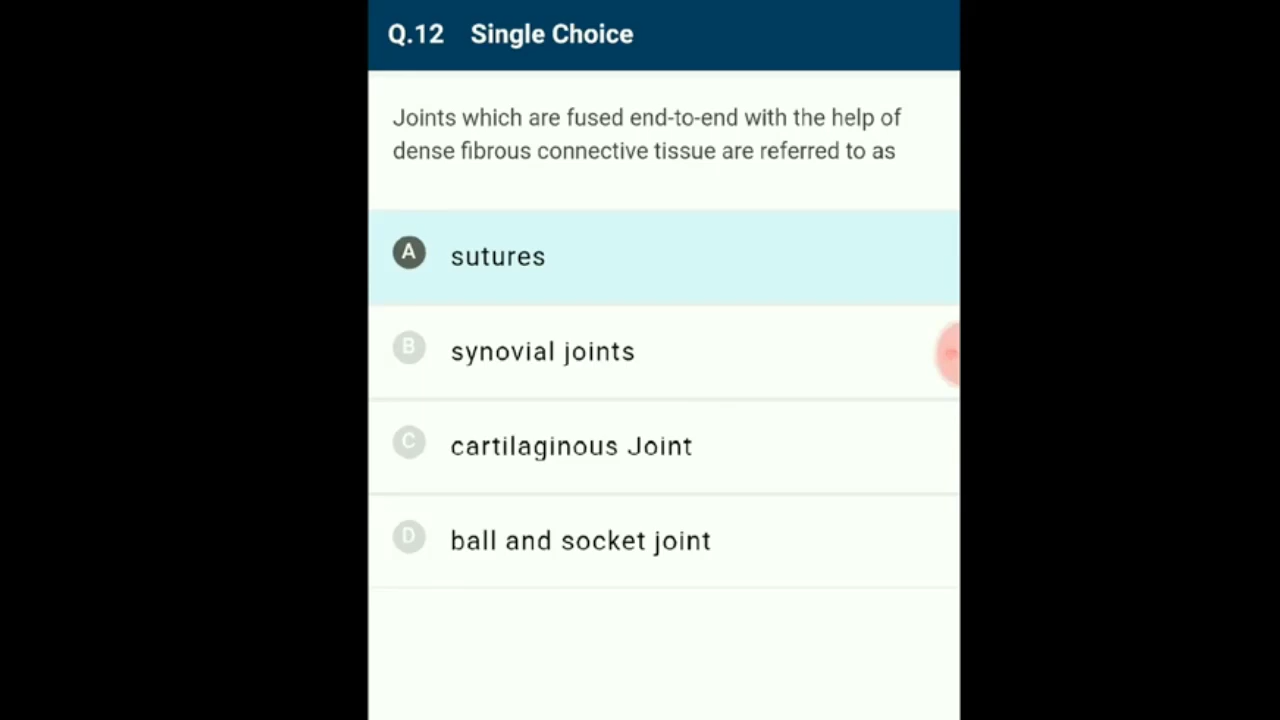 Q.12 Single Choice
Joints which are fused end-to-end with the help of
dense fibrous connective tissue are referred to as
A sutures
B synovial joints
C cartilaginous Joint
D ball and socket joint